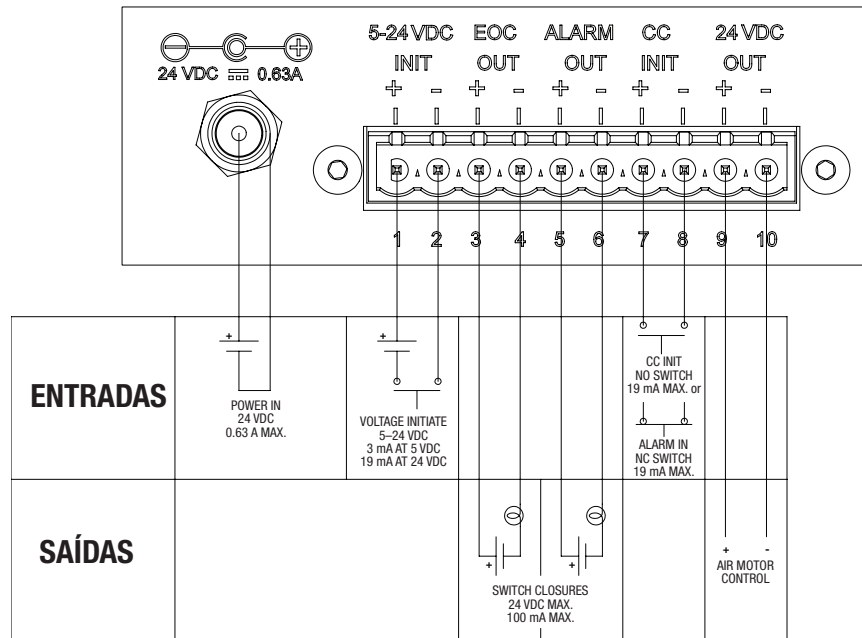 5-24 VDC EOC ALARM CC 24 VDC
INIT OUT OUT INIT OUT
24 VDC 0.63A
+ - + - + - + - + -
1 2 3 4 5 6 7 8 9 10
ENTRADAS
+
POWER IN
24 VDC
0.63 A MAX.
+
VOLTAGE INITIATE
5–24 VDC
3 mA AT 5 VDC
19 mA AT 24 VDC
CC INIT
NO SWITCH
19 mA MAX. or
ALARM IN
NC SWITCH
19 mA MAX.
SAÍDAS
+ +
SWITCH CLOSURES
24 VDC MAX.
100 mA MAX.
+ -
AIR MOTOR
CONTROL